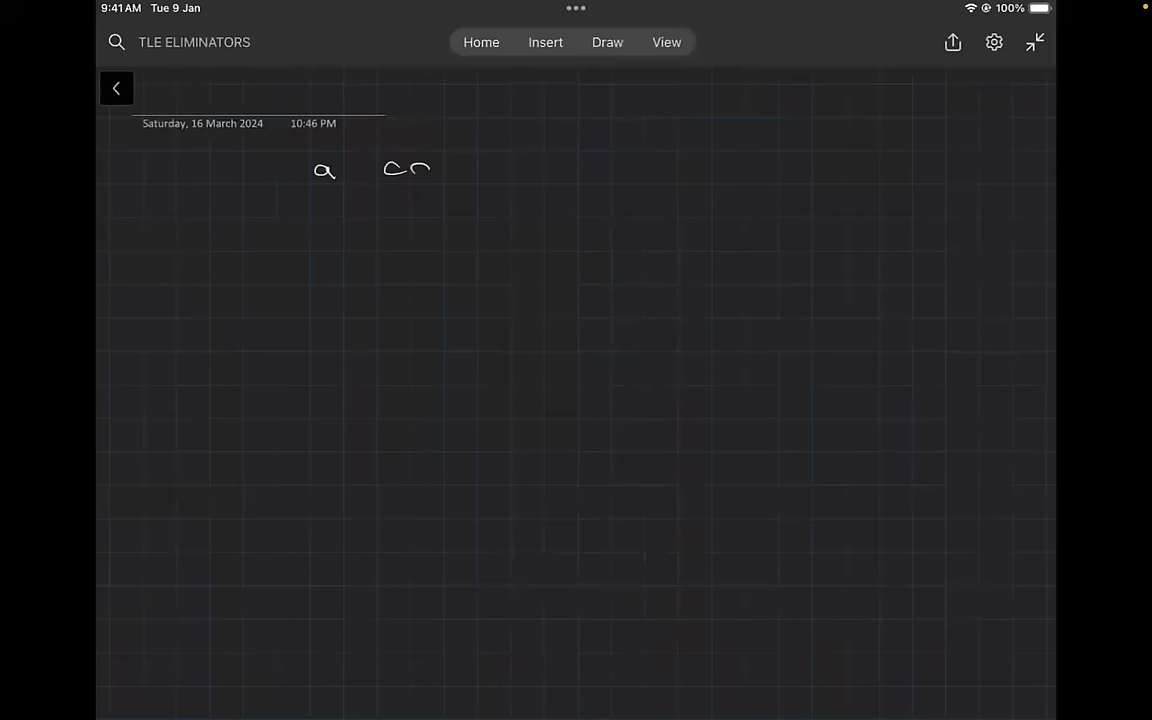 9:41 AM Tue 9 Jan 100%
TLE ELIMINATORS Home Insert Draw View
Saturday, 16 March 2024 10:46 PM
a